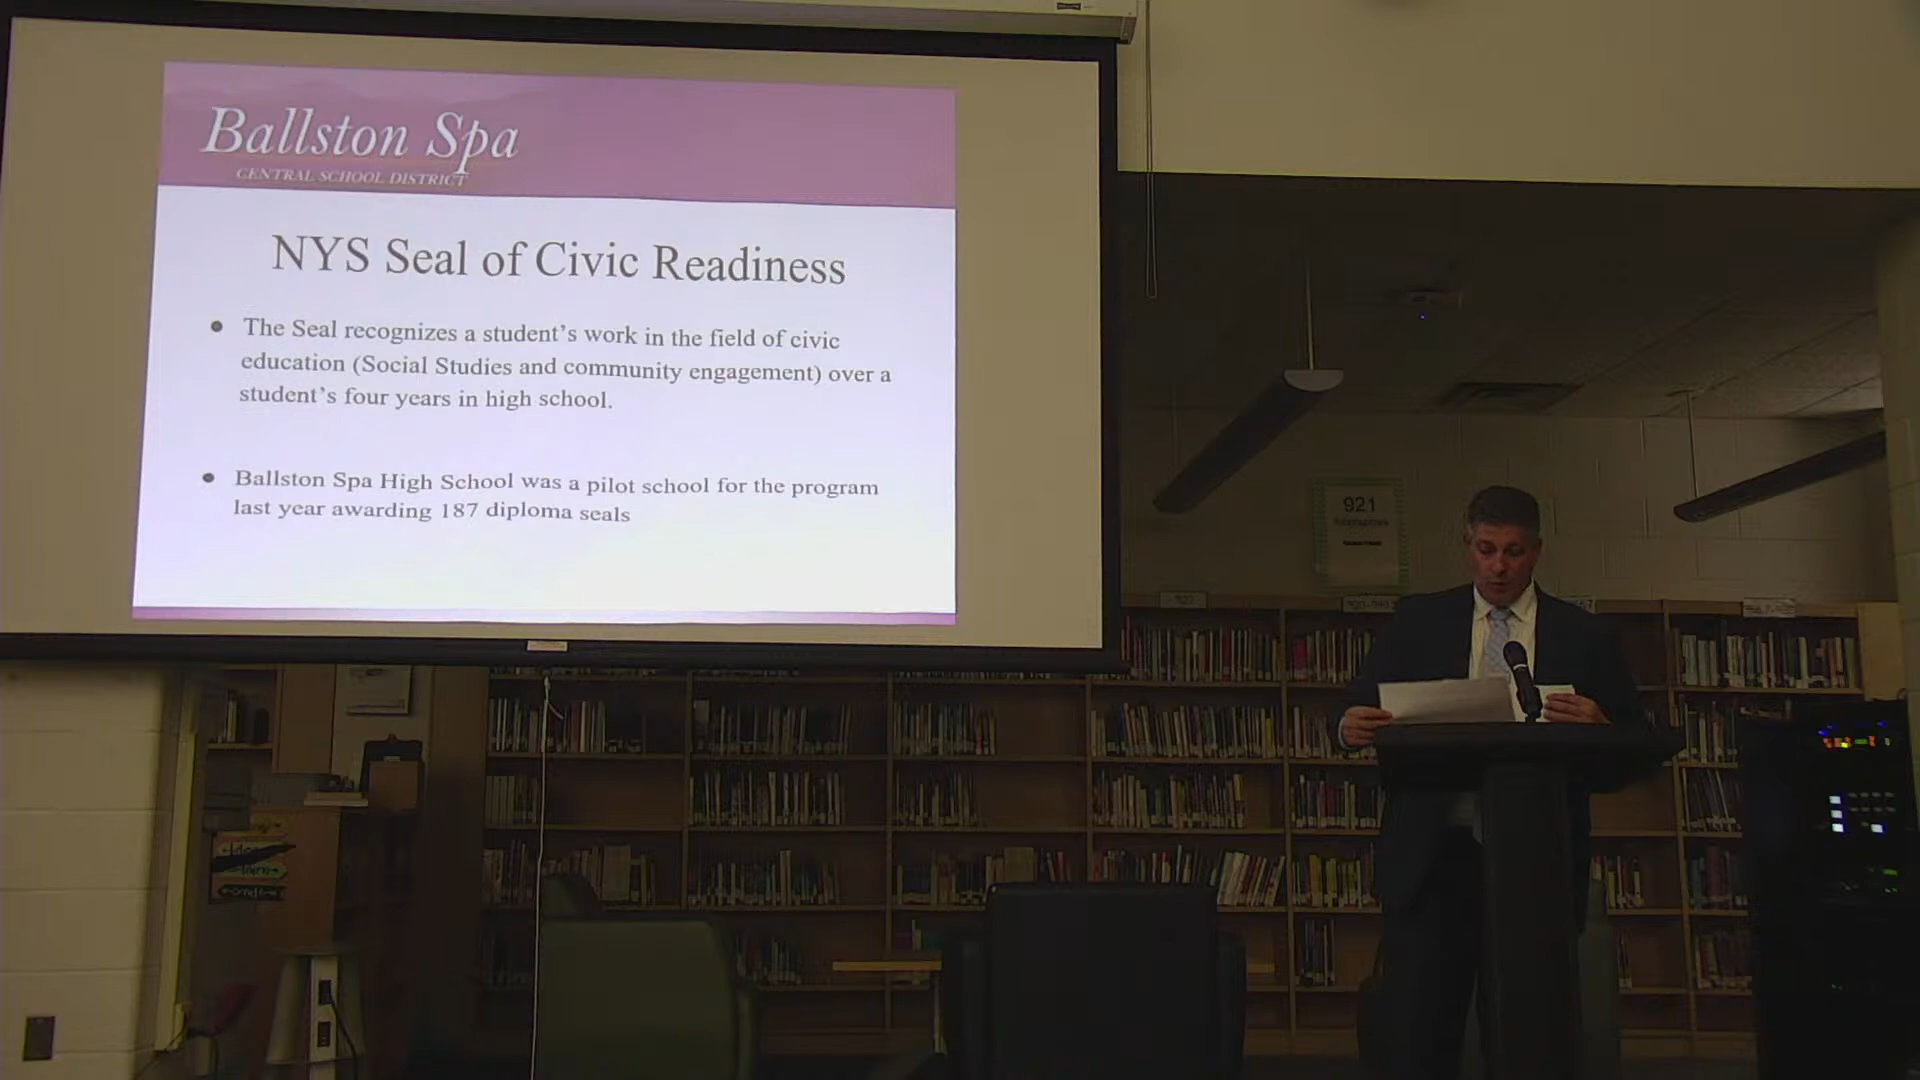 Ballston Spa
CENTRAL SCHOOL DISTRICT
NYS Seal of Civic Readiness
• The Seal recognizes a student's work in the field of civic
education (Social Studies and community engagement) over a
student's four years in high school.
• Ballston Spa High School was a pilot school for the program
last year awarding 187 diploma seals
921